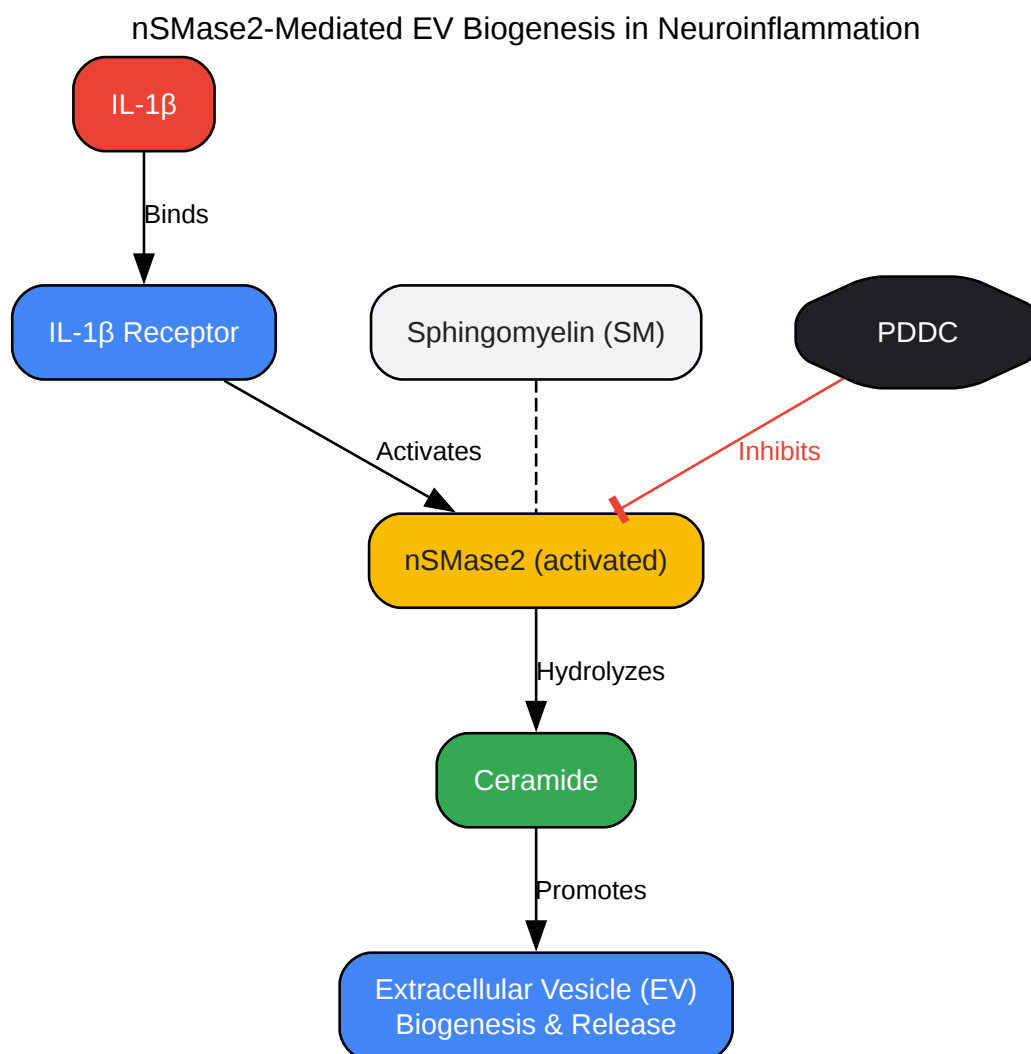 nSMase2-Mediated EV Biogenesis in Neuroinflammation
IL-1β
Binds
IL-1β Receptor
Sphingomyelin (SM)
PDDC
Activates
Inhibits
nSMase2 (activated)
Hydrolyzes
Ceramide
Promotes
Extracellular Vesicle (EV)
Biogenesis & Release